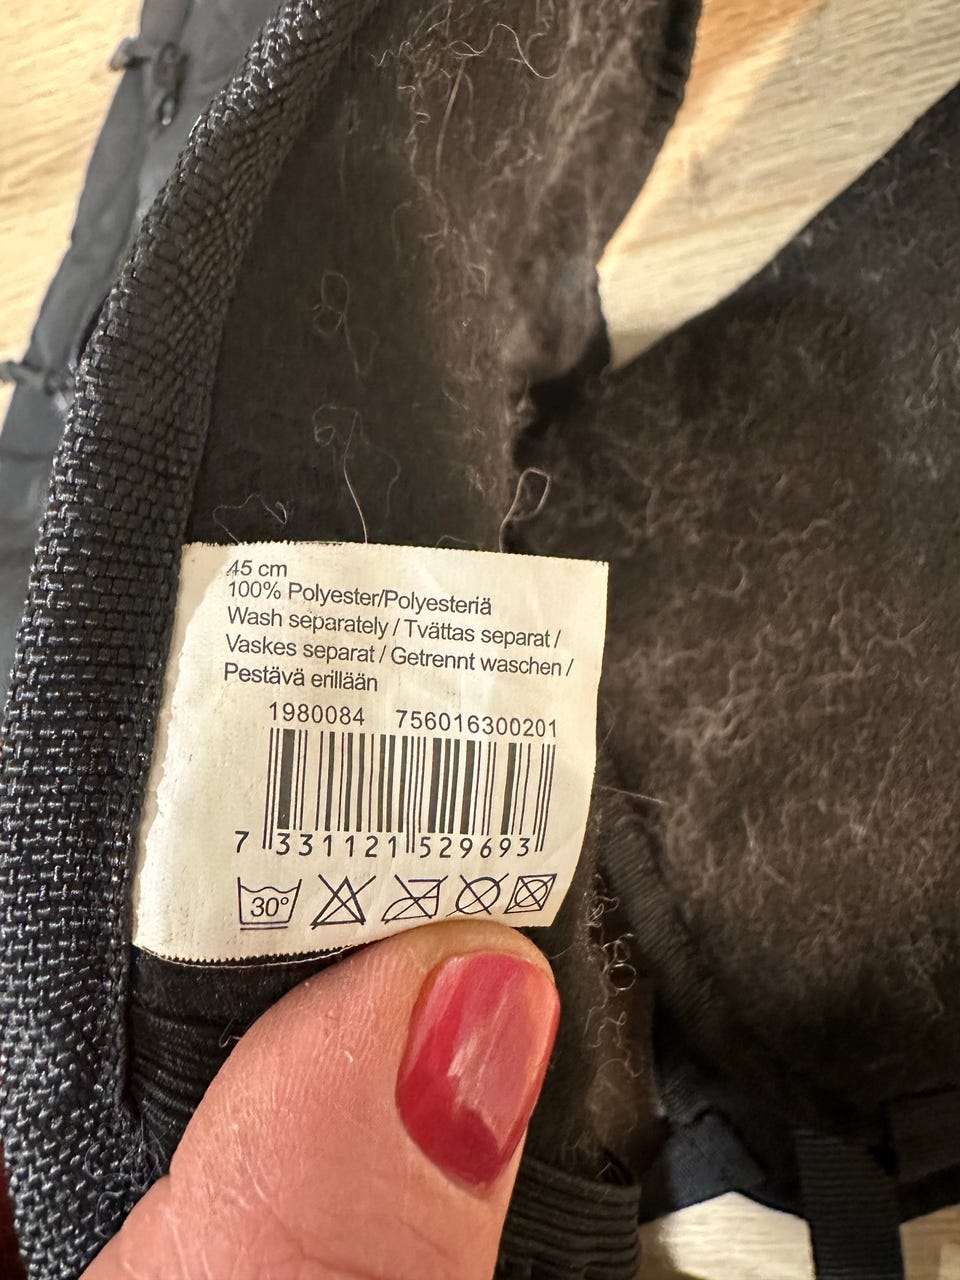 45 cm
100% Polyester/Polyesteriä
Wash separately / Tvättas separat /
Vaskes separat / Getrennt waschen /
Pestävä erillään
1980084 756016300201
7 331121 529693
30°